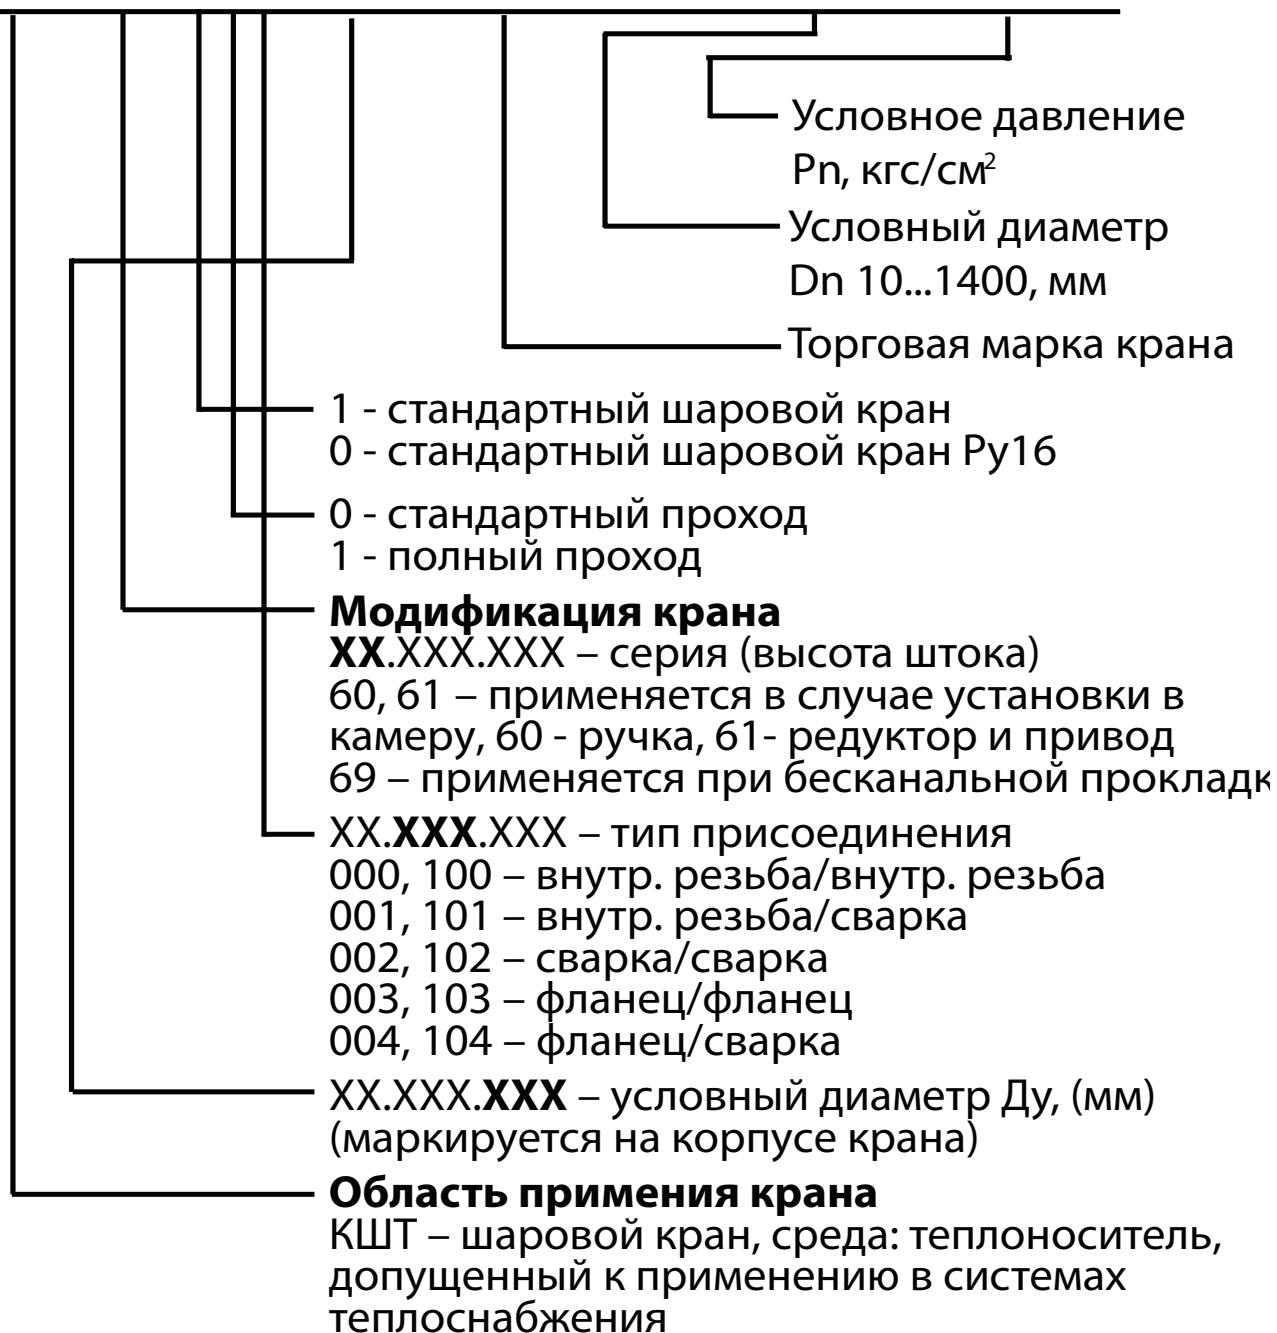 Условное давление
Pn, кгс/см²
Условный диаметр
Dn 10...1400, мм
Торговая марка крана
1 - стандартный шаровой кран
0 - стандартный шаровой кран Ру16
0 - стандартный проход
1 - полный проход
Модификация крана
XX.XXX.XXX – серия (высота штока)
60, 61 – применяется в случае установки в
камеру, 60 - ручка, 61- редуктор и привод
69 – применяется при бесканальной прокладк
XX.XXX.XXX – тип присоединения
000, 100 – внутр. резьба/внутр. резьба
001, 101 – внутр. резьба/сварка
002, 102 – сварка/сварка
003, 103 – фланец/фланец
004, 104 – фланец/сварка
XX.XXX.XXX – условный диаметр Ду, (мм)
(маркируется на корпусе крана)
Область примения крана
КШТ – шаровой кран, среда: теплоноситель,
допущенный к применению в системах
теплоснабжения